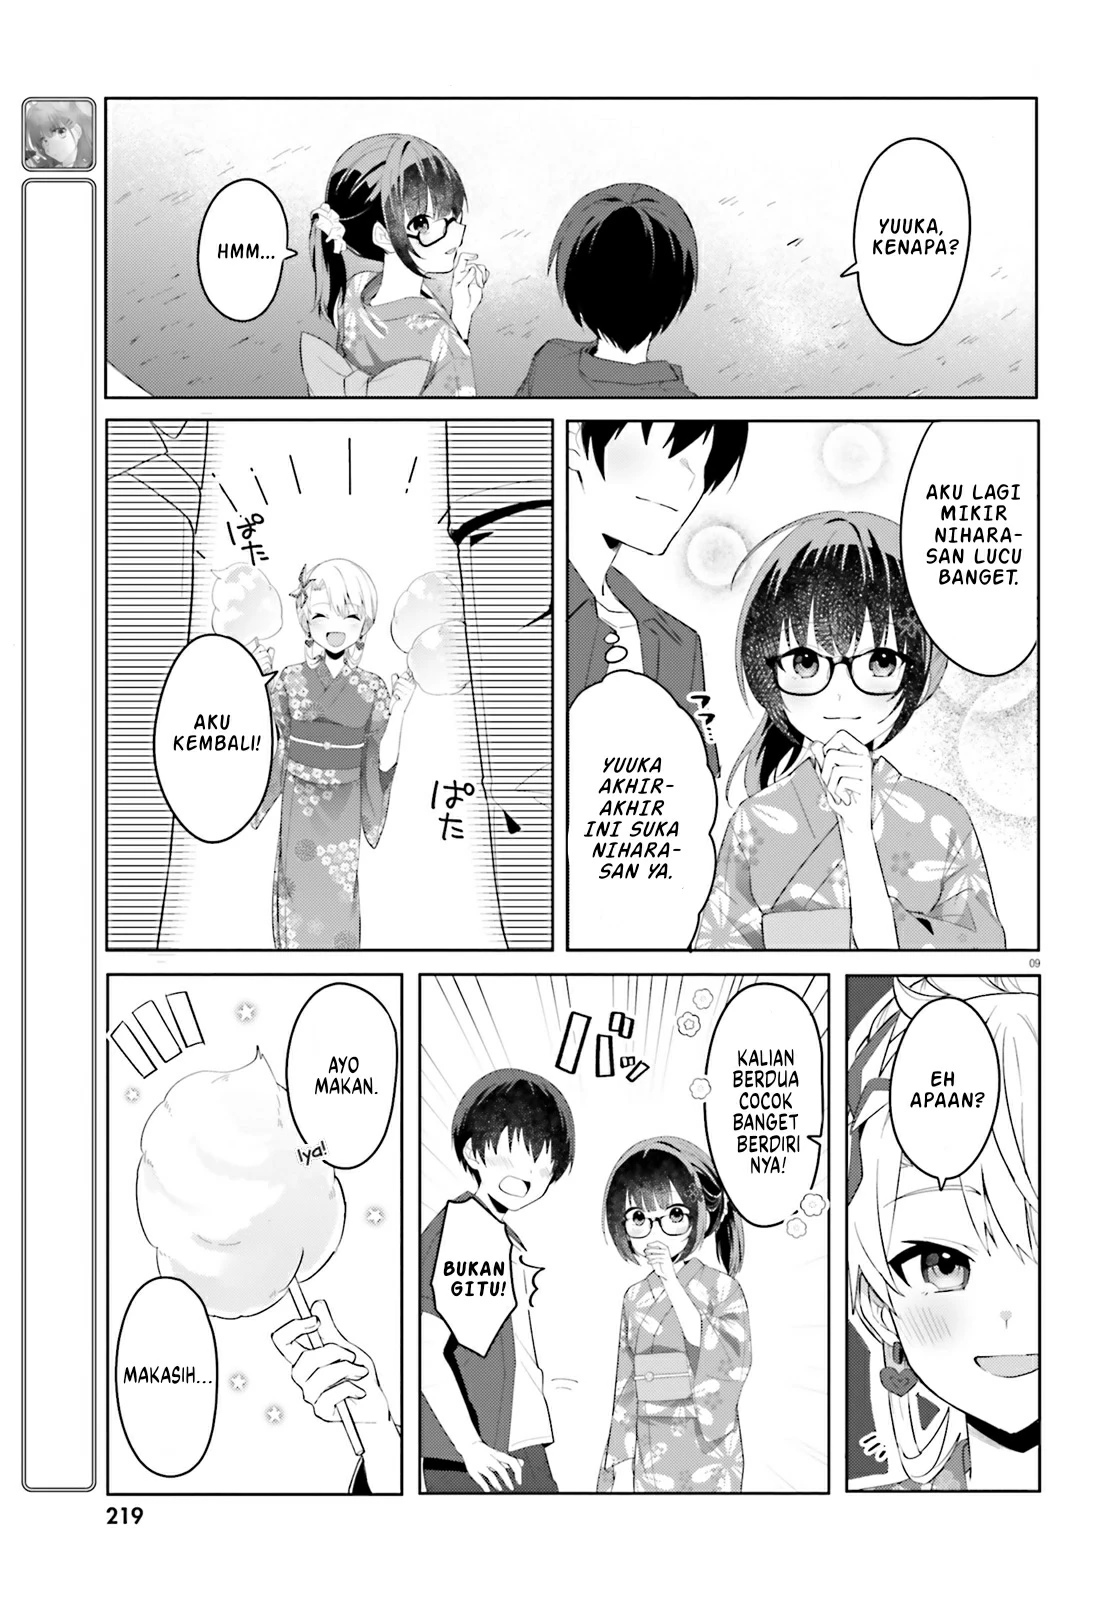 YUUKA,
KENAPA?
HMM...
AKU LAGI
MIKIR
NIHARA-
SAN LUCU
BANGET.
YUUKA
AKHIR-
AKHIR
INI SUKA
NIHARA-
SAN YA.
ぱた
AKU
KEMBALI!
ぱた
09
EH
APAAN?
KALIAN
BERDUA
COCOK
BANGET
BERDIRI
NYA!
バッ
BUKAN
GITU!
AYO
MAKAN.
Iya!
MAKASIH...
219